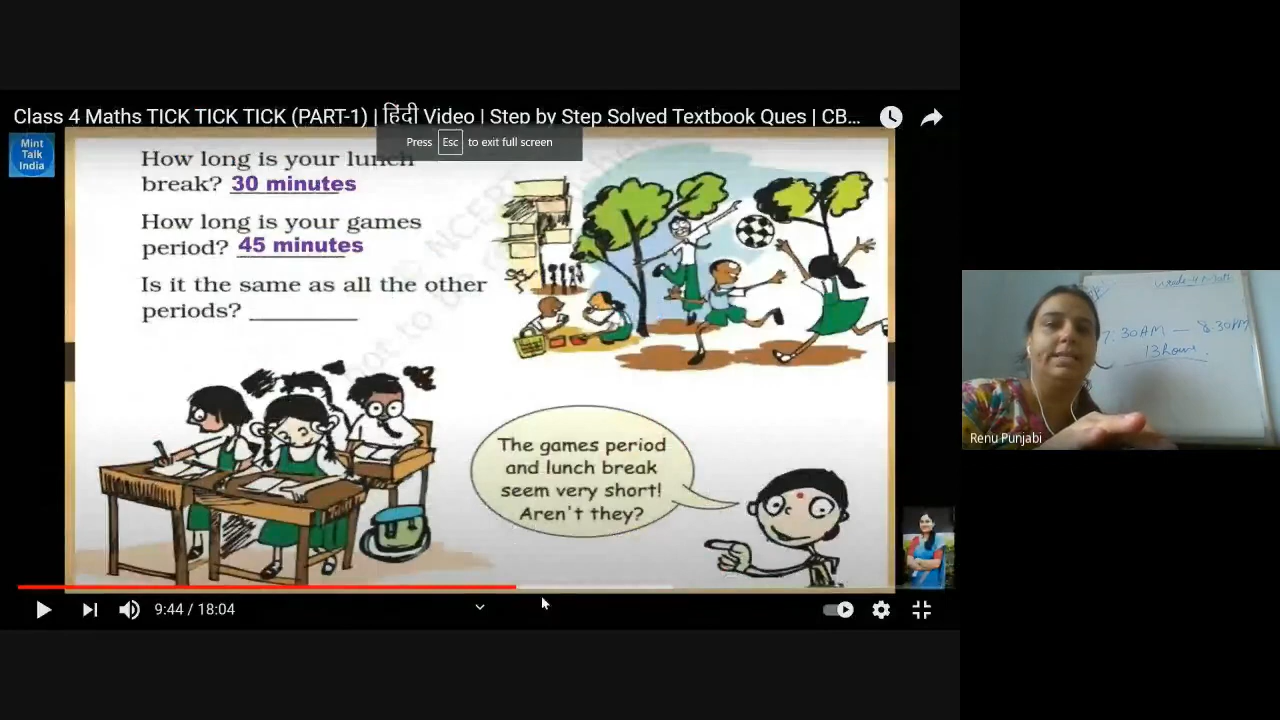 Class 4 Maths TICK TICK TICK (PART-1) | हिंदी Video | Step by Step Solved Textbook Ques | CB...
Press Esc to exit full screen
Mint
Talk
India
How long is your lunch
break? 30 minutes
How long is your games
period? 45 minutes
Is it the same as all the other
periods?
The games period
and lunch break
seem very short!
Aren't they?
7:30AM — 8:30PM
13 hours.
Renu Punjabi
9:44 / 18:04